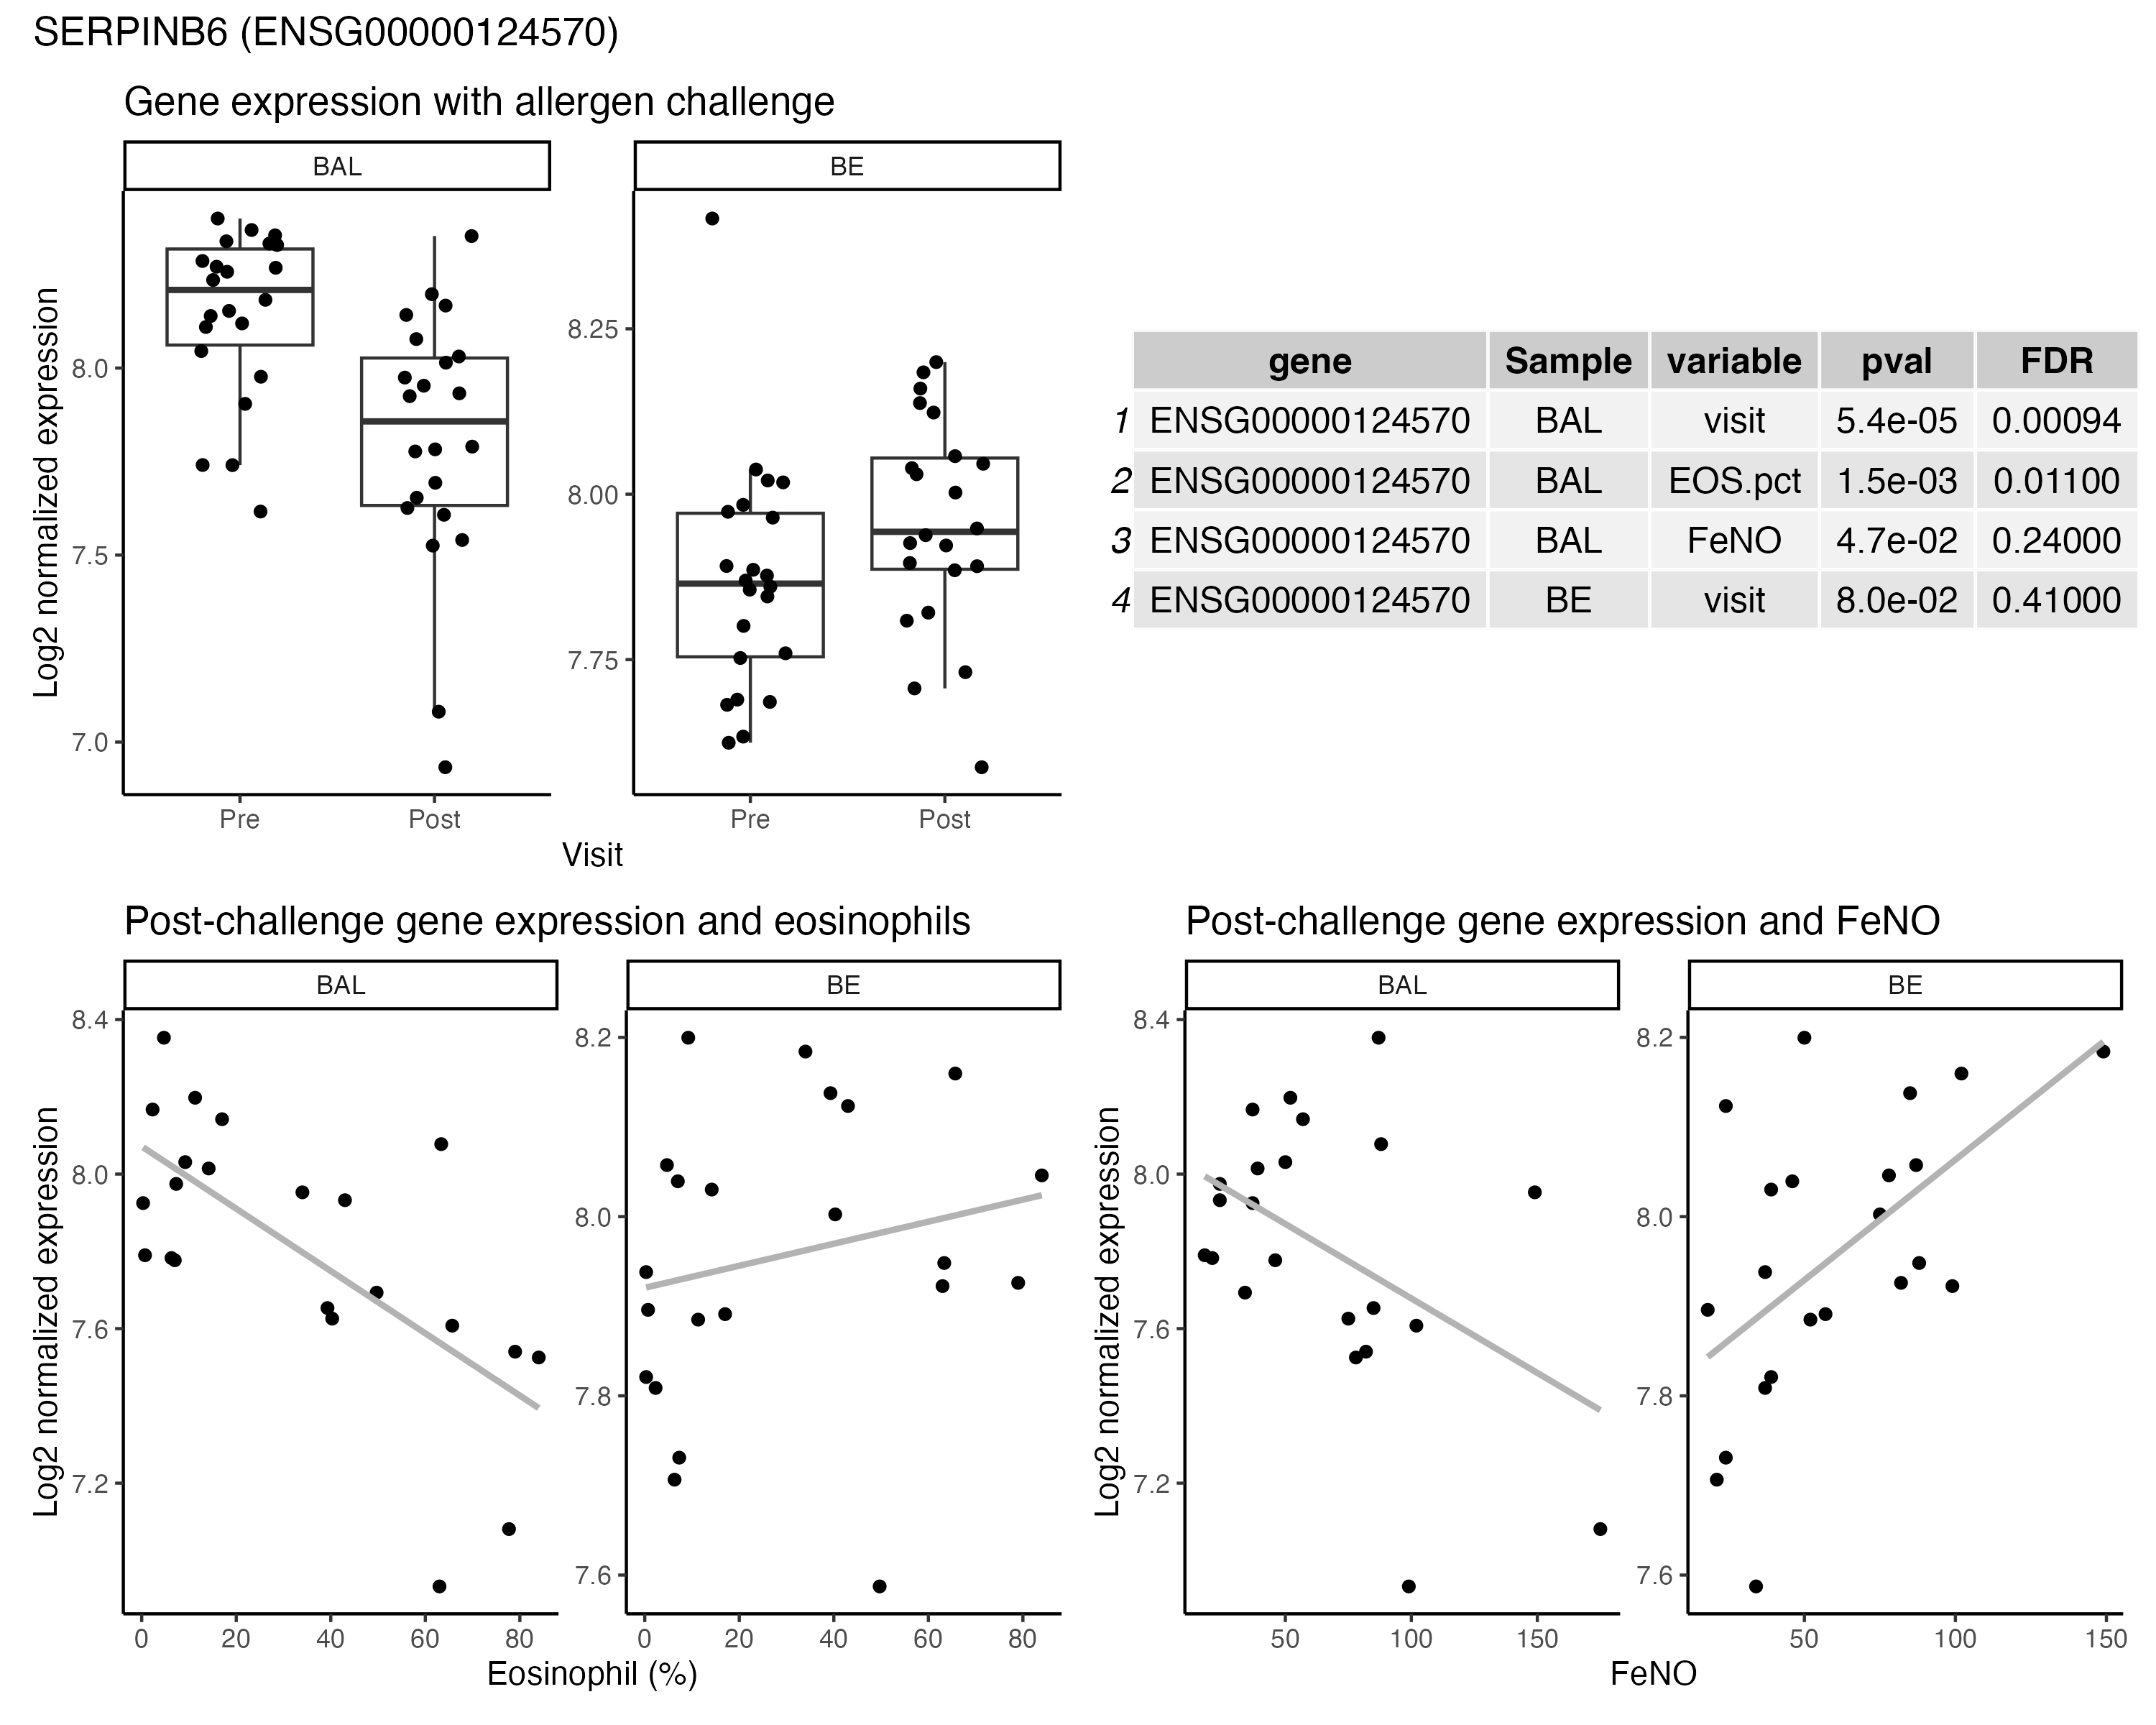 SERPINB6 (ENSG00000124570)
Gene expression with allergen challenge
BAL
BE
Log2 normalized expression
8.0
7.5
7.0
8.25
8.00
7.75
Pre
Post
Pre
Post
Visit
gene Sample variable pval FDR
1 ENSG00000124570 BAL visit 5.4e-05 0.00094
2 ENSG00000124570 BAL EOS.pct 1.5e-03 0.01100
3 ENSG00000124570 BAL FeNO 4.7e-02 0.24000
4 ENSG00000124570 BE visit 8.0e-02 0.41000
Post-challenge gene expression and eosinophils
BAL
BE
Log2 normalized expression
8.4
8.0
7.6
7.2
8.2
8.0
7.8
7.6
0 20 40 60 80
0 20 40 60 80
Eosinophil (%)
Post-challenge gene expression and FeNO
BAL
BE
Log2 normalized expression
8.4
8.0
7.6
7.2
8.2
8.0
7.8
7.6
50 100 150
50 100 150
FeNO